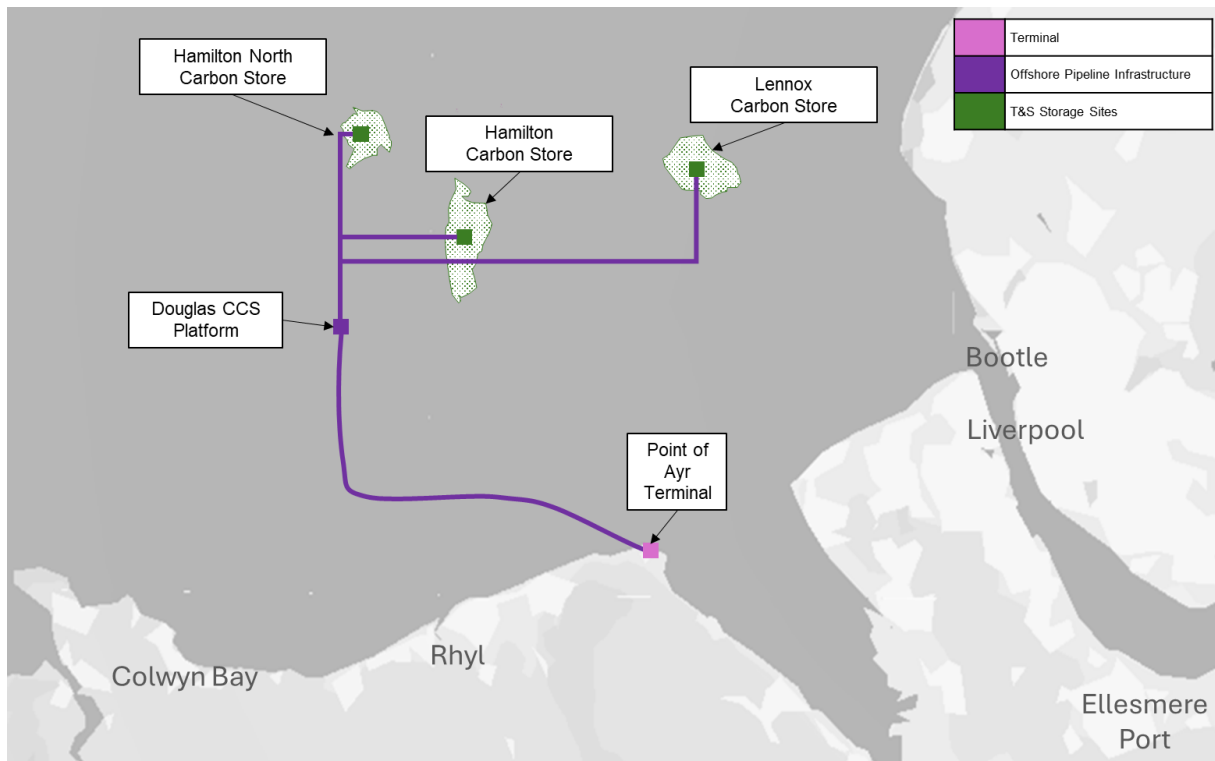 Terminal
Offshore Pipeline Infrastructure
T&S Storage Sites
Hamilton North
Carbon Store
Hamilton
Carbon Store
Lennox
Carbon Store
Douglas CCS
Platform
Point of
Ayr
Terminal
Bootle
Liverpool
Rhyl
Colwyn Bay
Ellesmere
Port